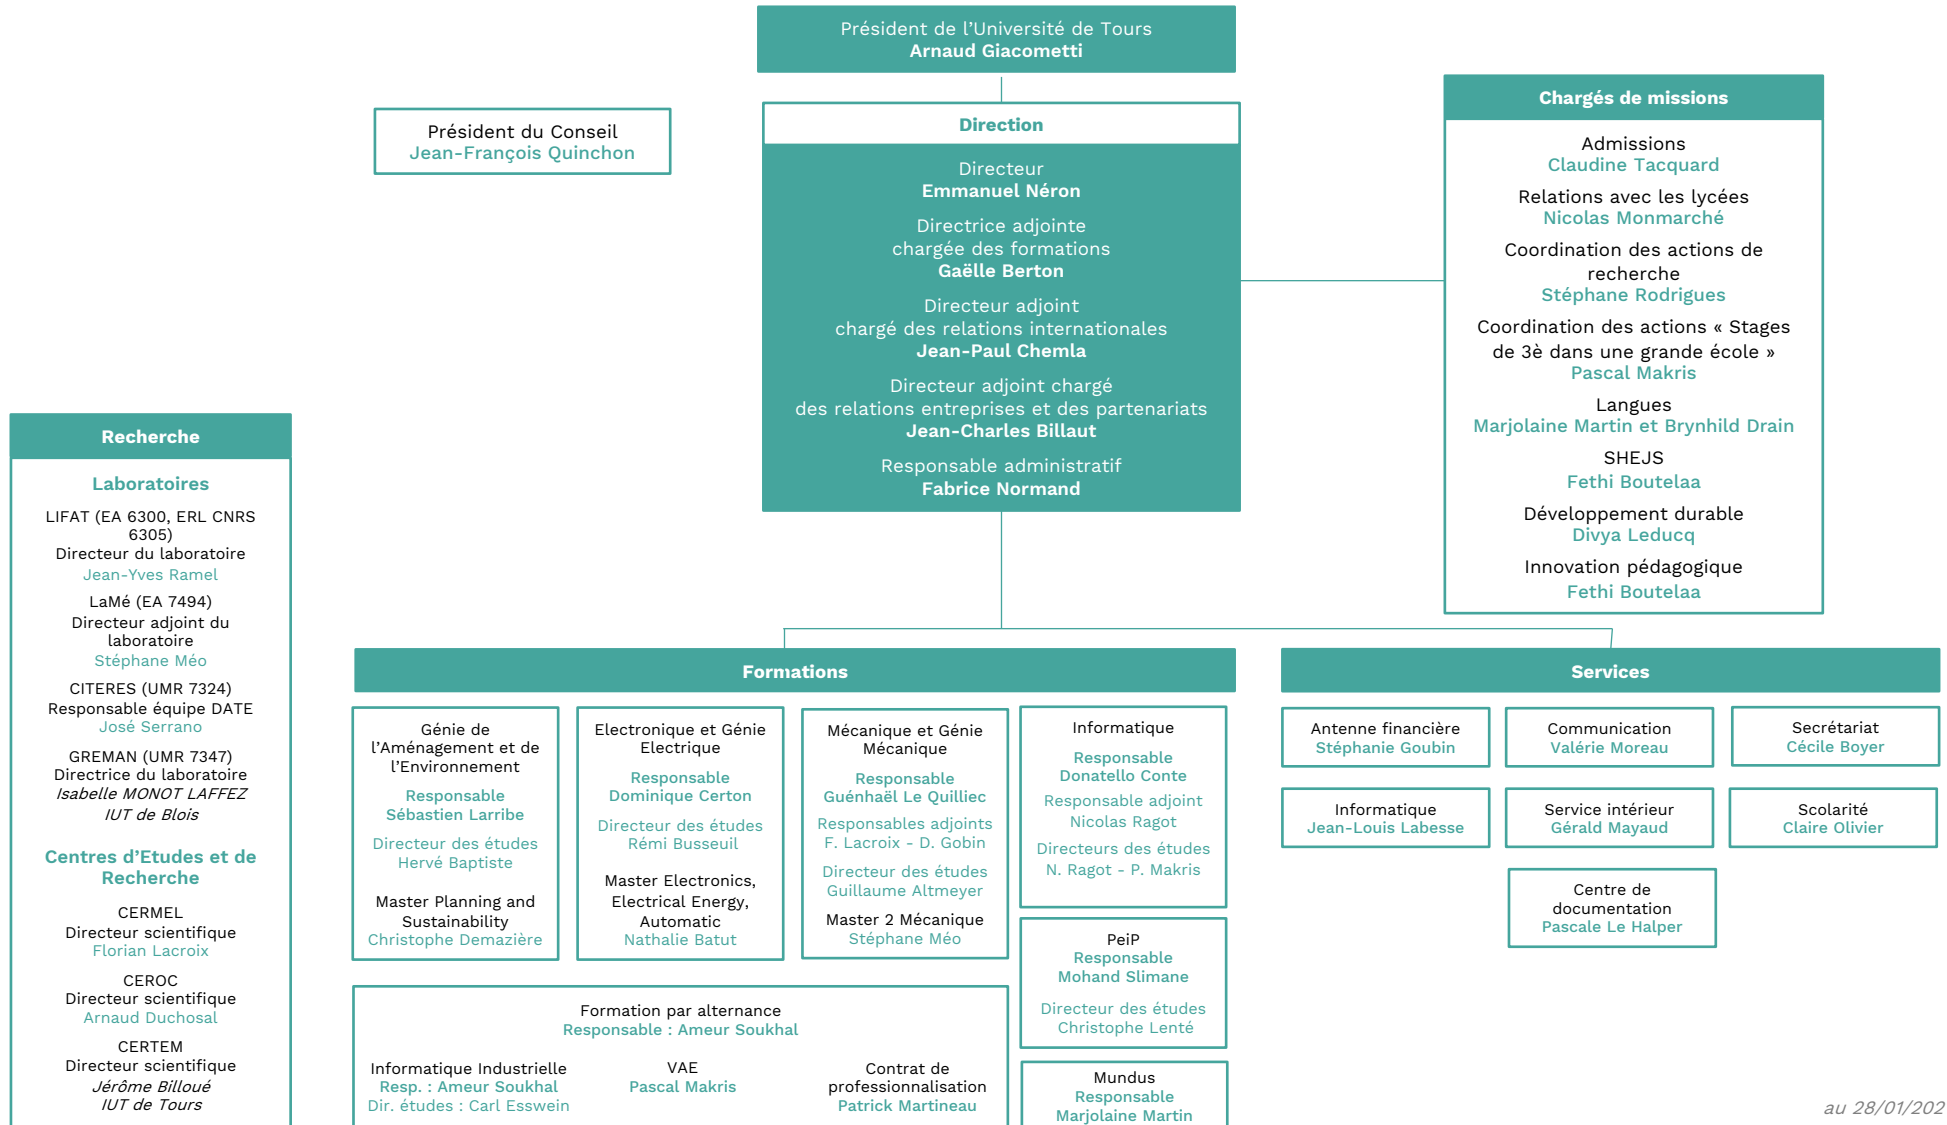 Président de l'Université de Tours
Arnaud Giacometti
Président du Conseil
Jean-François Quinchon
Direction
Directeur
Emmanuel Néron
Directrice adjointe
chargée des formations
Gaëlle Berton
Directeur adjoint
chargé des relations internationales
Jean-Paul Chemla
Directeur adjoint chargé
des relations entreprises et des partenariats
Jean-Charles Billaut
Responsable administratif
Fabrice Normand
Chargés de missions
Admissions
Claudine Tacquard
Relations avec les lycées
Nicolas Monmarché
Coordination des actions de
recherche
Stéphane Rodrigues
Coordination des actions « Stages
de 3è dans une grande école »
Pascal Makris
Langues
Marjolaine Martin et Brynhild Drain
SHEJS
Fethi Boutelaa
Développement durable
Divya Leducq
Innovation pédagogique
Fethi Boutelaa
Recherche
Laboratoires
LIFAT (EA 6300, ERL CNRS
6305)
Directeur du laboratoire
Jean-Yves Ramel
LaMé (EA 7494)
Directeur adjoint du
laboratoire
Stéphane Méo
CITERES (UMR 7324)
Responsable équipe DATE
José Serrano
GREMAN (UMR 7347)
Directrice du laboratoire
Isabelle MONOT LAFFEZ
IUT de Blois
Centres d'Etudes et de
Recherche
CERMEL
Directeur scientifique
Florian Lacroix
CEROC
Directeur scientifique
Arnaud Duchosal
CERTEM
Directeur scientifique
Jérôme Billoué
IUT de Tours
Formations
Génie de
l'Aménagement et de
l'Environnement
Responsable
Sébastien Larribe
Directeur des études
Hervé Baptiste
Master Planning and
Sustainability
Christophe Demazière
Electronique et Génie
Electrique
Responsable
Dominique Certon
Directeur des études
Rémi Busseuil
Master Electronics,
Electrical Energy,
Automatic
Nathalie Batut
Mécanique et Génie
Mécanique
Responsable
Guénhaël Le Quilliec
Responsables adjoints
F. Lacroix - D. Gobin
Directeur des études
Guillaume Altmeyer
Master 2 Mécanique
Stéphane Méo
Informatique
Responsable
Donatello Conte
Responsable adjoint
Nicolas Ragot
Directeurs des études
N. Ragot - P. Makris
PeiP
Responsable
Mohand Slimane
Directeur des études
Christophe Lenté
Formation par alternance
Responsable : Ameur Soukhal
Informatique Industrielle
Resp. : Ameur Soukhal
Dir. études : Carl Esswein
VAE
Pascal Makris
Contrat de
professionnalisation
Patrick Martineau
Mundus
Responsable
Marjolaine Martin
Services
Antenne financière
Stéphanie Goubin
Communication
Valérie Moreau
Secrétariat
Cécile Boyer
Informatique
Jean-Louis Labesse
Service intérieur
Gérald Mayaud
Scolarité
Claire Olivier
Centre de
documentation
Pascale Le Halper
au 28/01/202